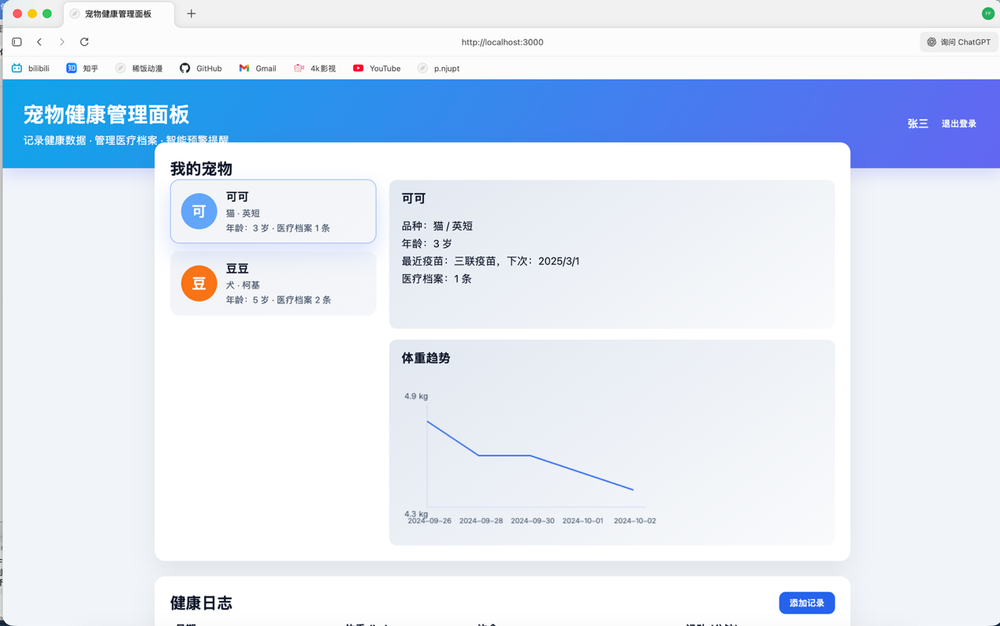 宠物健康管理面板
http://localhost:3000
FF
询问 ChatGPT
bilibili
知 知乎
稀饭动漫
GitHub
Gmail
4k影视
YouTube
p.njupt
宠物健康管理面板
记录健康数据 · 管理医疗档案 · 智能预警提醒
张三
退出登录
我的宠物
可
可可
猫 · 英短
年龄：3 岁 · 医疗档案 1 条
豆
豆豆
犬 · 柯基
年龄：5 岁 · 医疗档案 2 条
可可
品种：猫 / 英短
年龄：3 岁
最近疫苗：三联疫苗，下次：2025/3/1
医疗档案：1 条
体重趋势
4.9 kg
4.3 kg
2024-09-26 2024-09-28 2024-09-30 2024-10-01 2024-10-02
健康日志
添加记录